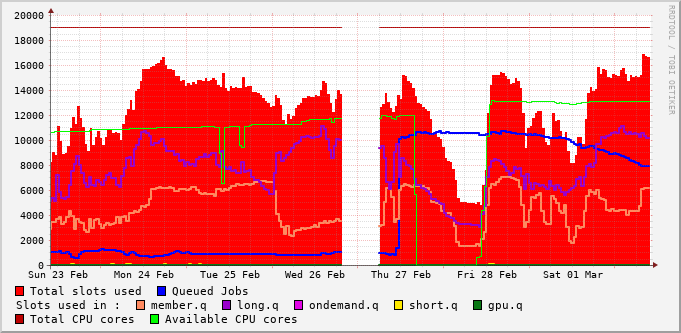 20000
18000
16000
14000
12000
10000
8000
6000
4000
2000
0
Sun 23 Feb Mon 24 Feb Tue 25 Feb Wed 26 Feb Thu 27 Feb Fri 28 Feb Sat 01 Mar
Total slots used Queued Jobs
Slots used in : member.q long.q ondemand.q short.q gpu.q
Total CPU cores Available CPU cores
RRDTOOL / TOBI OETIKER